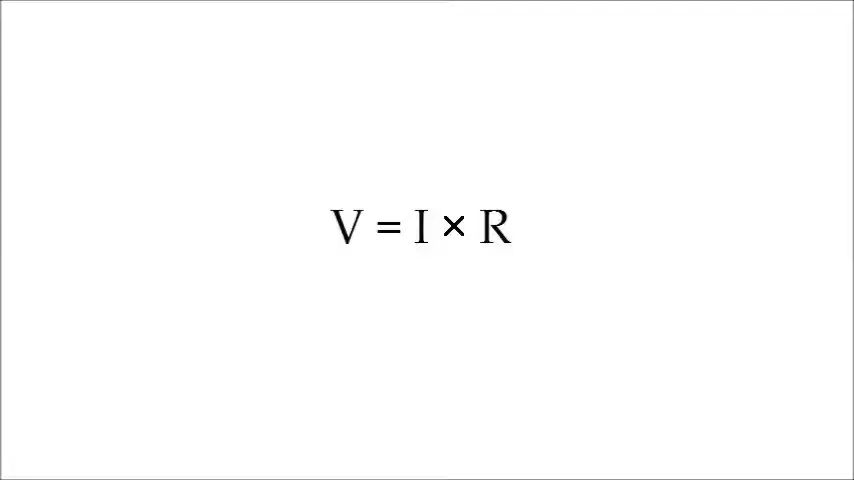 V = I × R